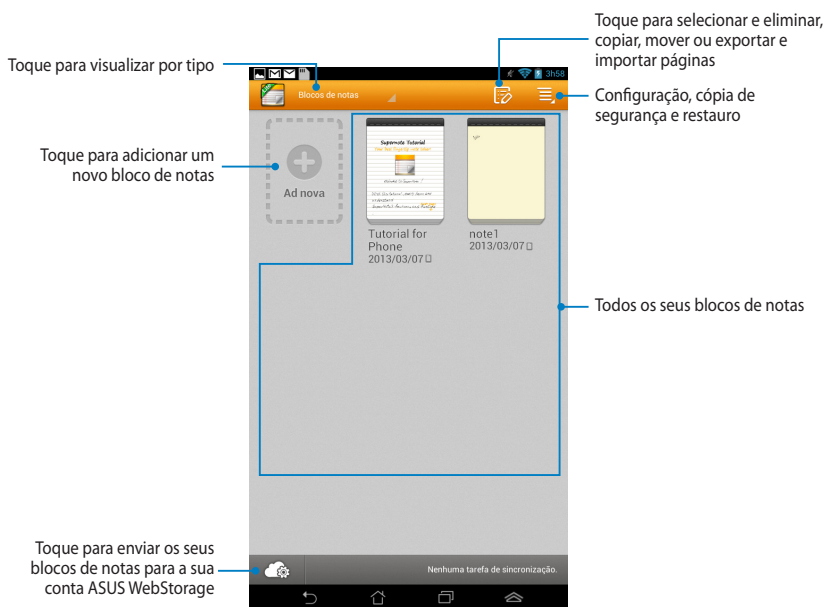 Toque para selecionar e eliminar,
copiar, mover ou exportar e
importar páginas
Toque para visualizar por tipo
3h58
Blocos de notas
Configuração, cópia de
segurança e restauro
Toque para adicionar um
novo bloco de notas
Ad nova
Supernote Tutorial
Tutorial for
Phone
2013/03/07
note1
2013/03/07
Todos os seus blocos de notas
Toque para enviar os seus
blocos de notas para a sua
conta ASUS WebStorage
Nenhuma tarefa de sincronização.